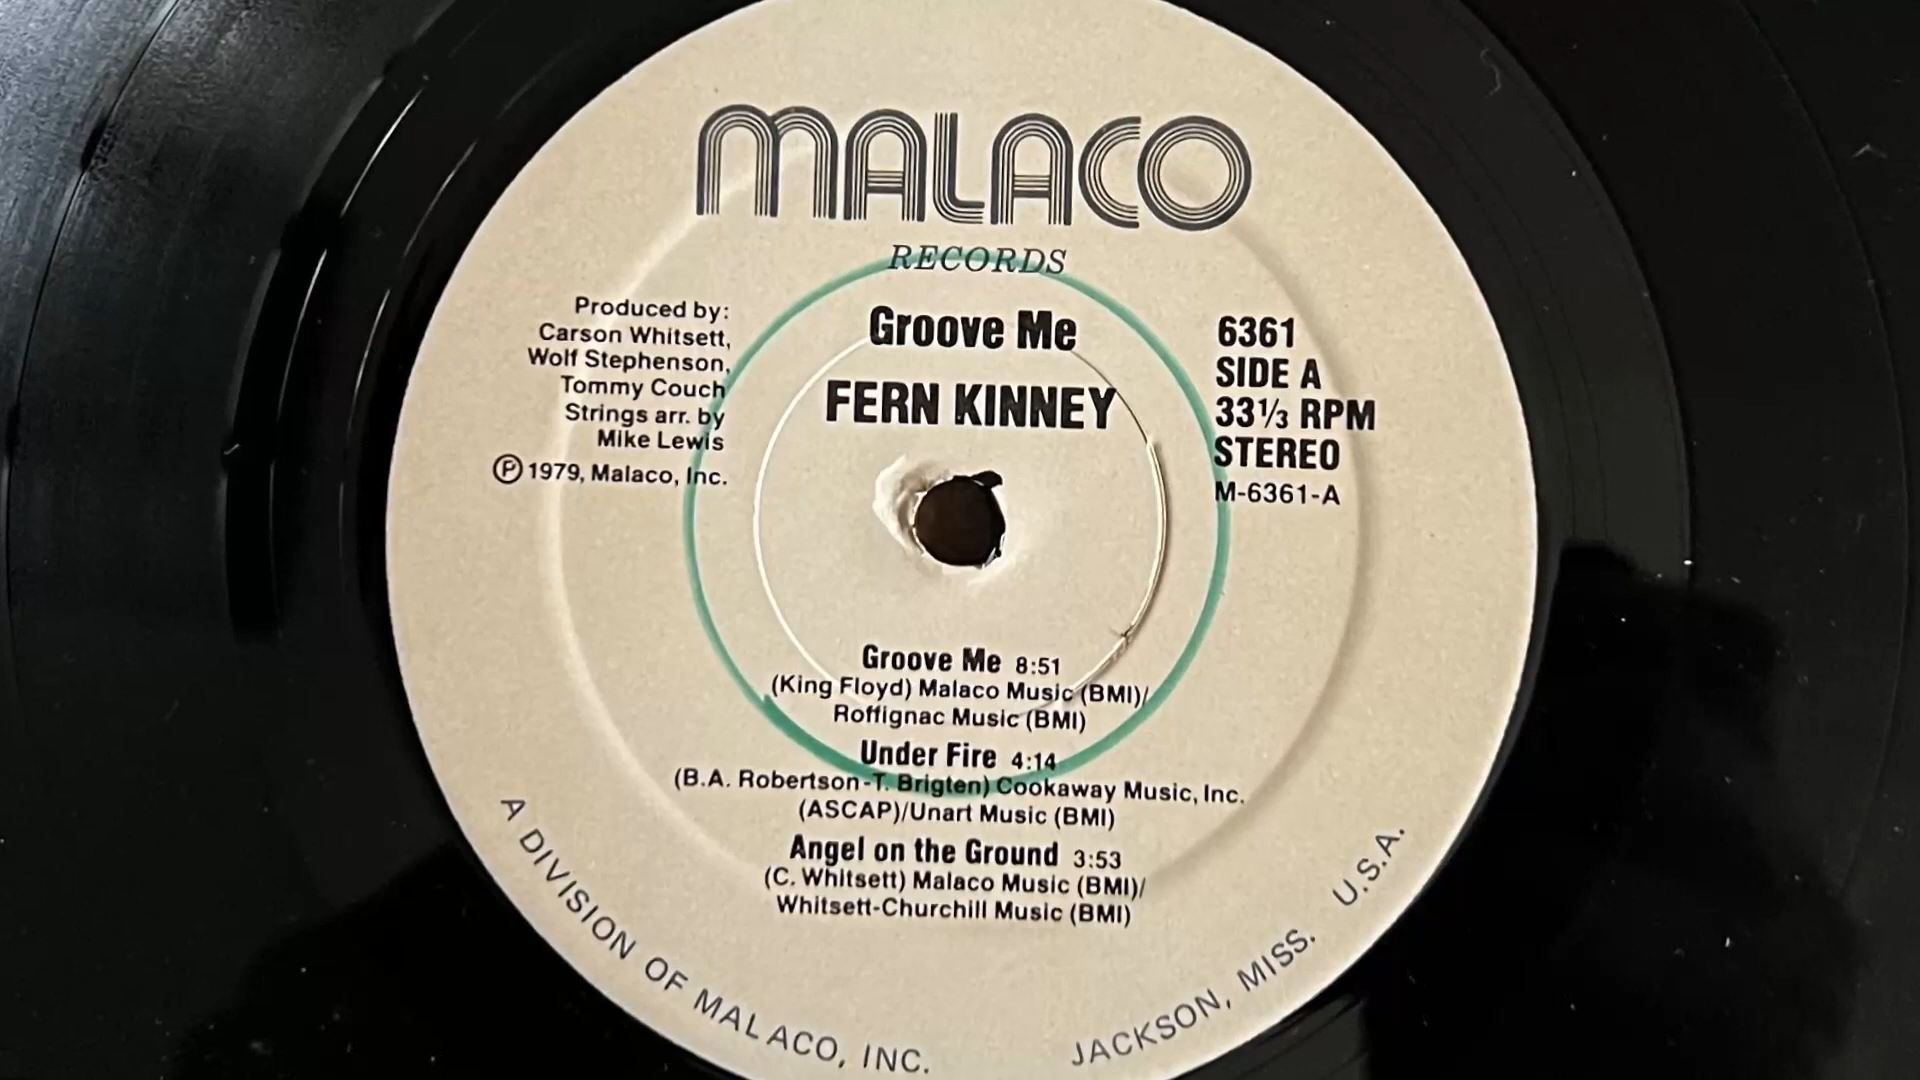 MALACO
RECORDS
Produced by:
Carson Whitsett,
Wolf Stephenson,
Tommy Couch
Strings arr. by
Mike Lewis
Ⓟ 1979, Malaco, Inc.
Groove Me
FERN KINNEY
6361
SIDE A
33⅓ RPM
STEREO
M-6361-A
Groove Me 8:51
(King Floyd) Malaco Music (BMI)/
Roffignac Music (BMI)
Under Fire 4:14
(B.A. Robertson-T. Brigten) Cookaway Music, Inc.
(ASCAP)/Unart Music (BMI)
Angel on the Ground 3:53
(C. Whitsett) Malaco Music (BMI)/
Whitsett-Churchill Music (BMI)
A DIVISION OF MALACO, INC. JACKSON, MISS. U.S.A.